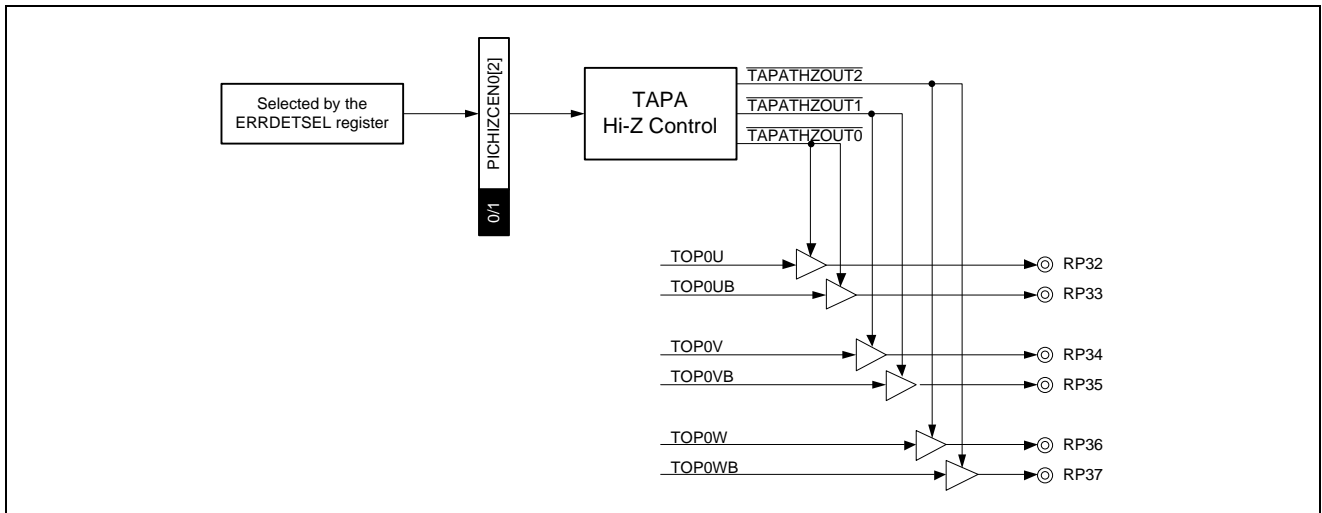 Selected by the
ERRDETSEL register
PICHIZCEN0[2]
0/1
TAPA
Hi-Z Control
TAPATHZOUT2
TAPATHZOUT1
TAPATHZOUT0
TOP0U
RP32
TOP0UB
RP33
TOP0V
RP34
TOP0VB
RP35
TOP0W
RP36
TOP0WB
RP37